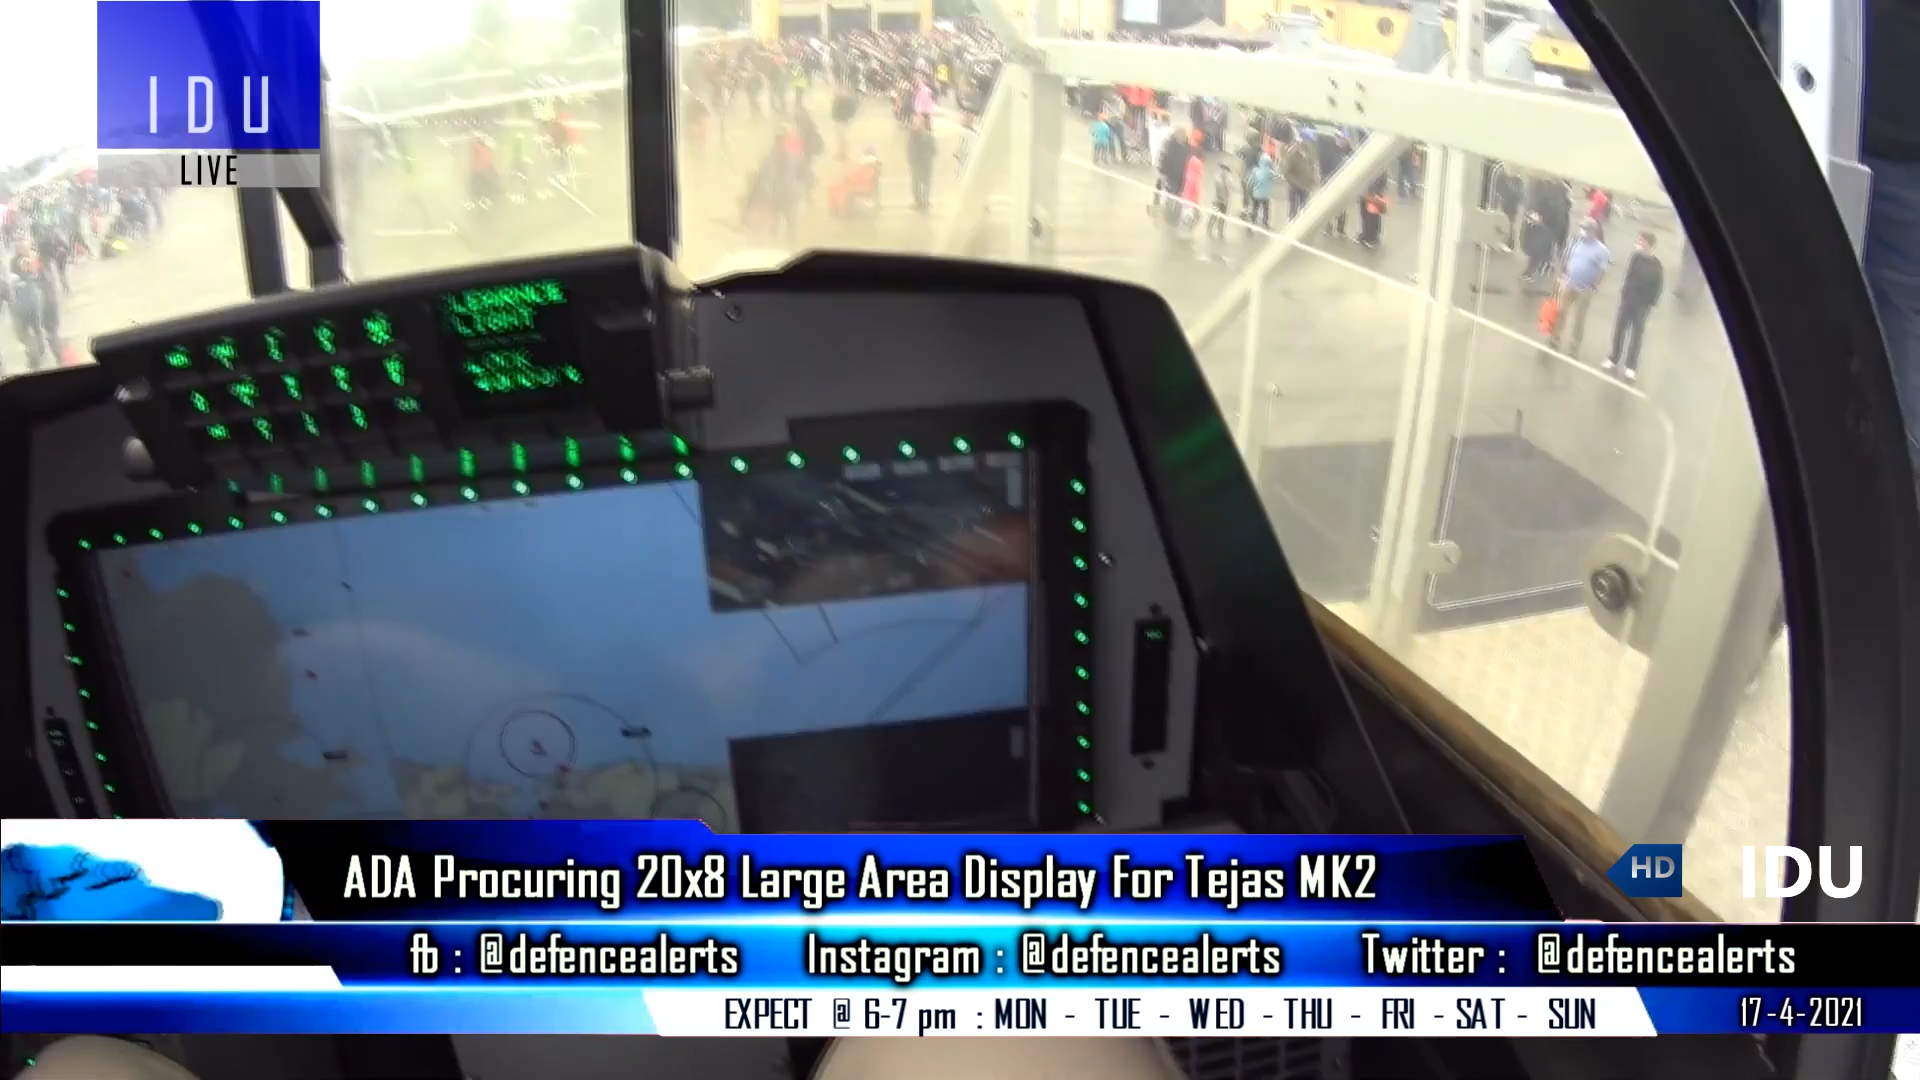 IDU
LIVE
LIGHT
ADA Procuring 20x8 Large Area Display For Tejas MK2
HD
IDU
fb : @defencealerts Instagram : @defencealerts Twitter : @defencealerts
EXPECT @ 6-7 pm : MON - TUE - WED - THU - FRI - SAT - SUN
17-4-2021